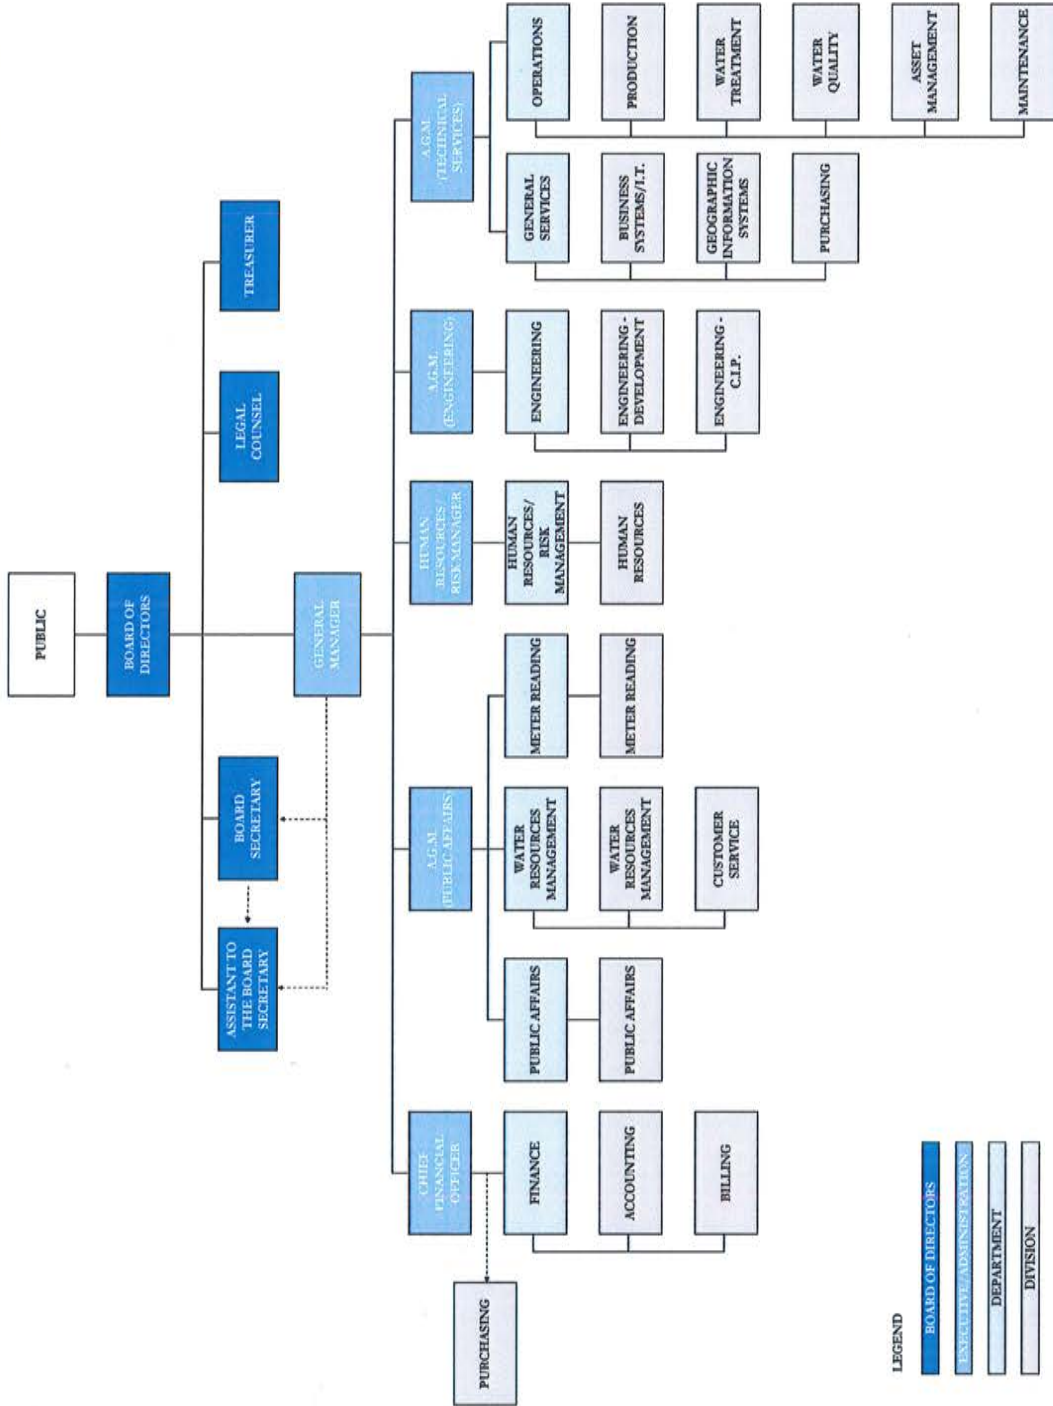 PUBLIC
BOARD OF
DIRECTORS
ASSISTANT TO
THE BOARD
SECRETARY
BOARD
SECRETARY
LEGAL
COUNSEL
TREASURER
GENERAL
MANAGER
CHIEF
FINANCIAL
OFFICER
A.G.M.
(PUBLIC AFFAIRS)
HUMAN
RESOURCES/
RISK MANAGER
A.G.M.
(ENGINEERING)
A.G.M.
(TECHNICAL
SERVICES)
PURCHASING
FINANCE
ACCOUNTING
BILLING
PUBLIC AFFAIRS
PUBLIC AFFAIRS
WATER
RESOURCES
MANAGEMENT
WATER
RESOURCES
MANAGEMENT
CUSTOMER
SERVICE
METER READING
METER READING
HUMAN
RESOURCES/
RISK
MANAGEMENT
HUMAN
RESOURCES
ENGINEERING
ENGINEERING -
DEVELOPMENT
ENGINEERING -
C.I.P.
GENERAL
SERVICES
BUSINESS
SYSTEMS/I.T.
GEOGRAPHIC
INFORMATION
SYSTEMS
PURCHASING
OPERATIONS
PRODUCTION
WATER
TREATMENT
WATER
QUALITY
ASSET
MANAGEMENT
MAINTENANCE
LEGEND
BOARD OF DIRECTORS
EXECUTIVE/ADMINISTRATION
DEPARTMENT
DIVISION